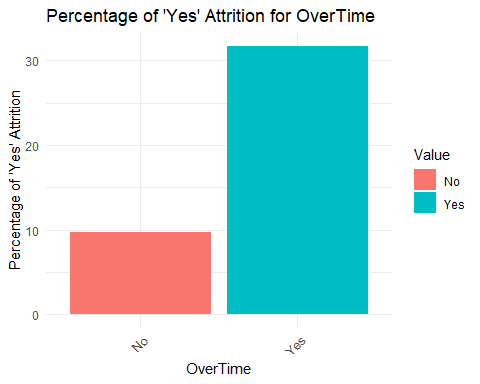 Percentage of 'Yes' Attrition for OverTime
Percentage of 'Yes' Attrition
30
20
10
0
No
Yes
OverTime
Value
No
Yes